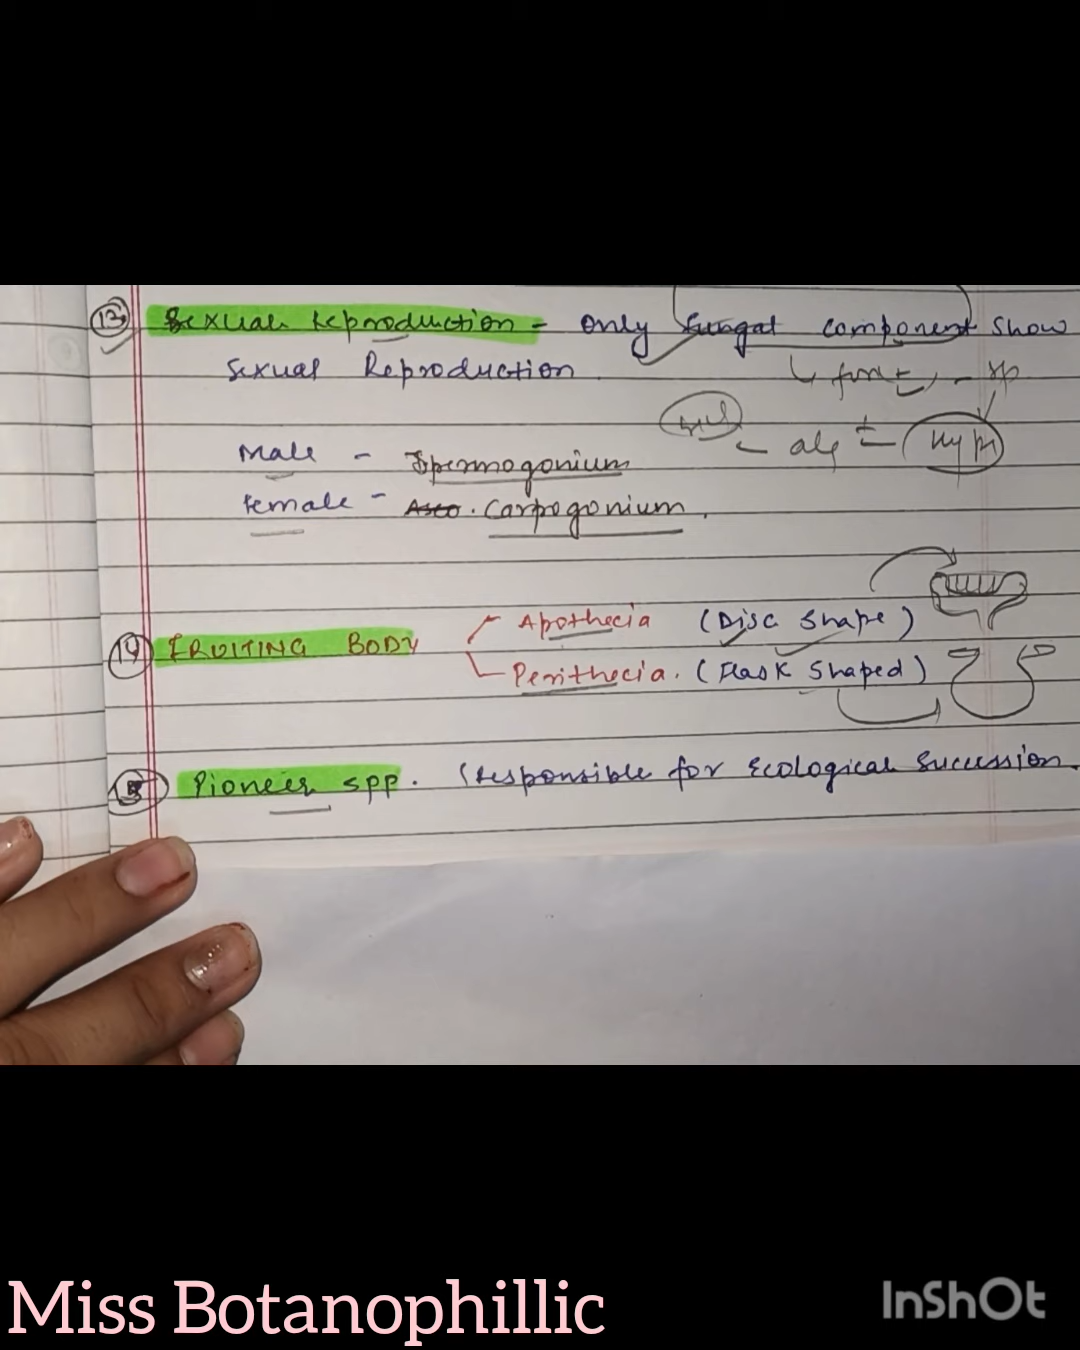 13 Sexual Reproduction - only fungal component show
sexual Reproduction
Male - Spermogonium
female - Asco. Carpogonium.
14 FRUITING BODY
Apothecia (Disc Shape)
Perithecia. (Flask Shaped)
Pioneer spp. (responsible for Ecological Succession.
Miss Botanophillic
InShOt